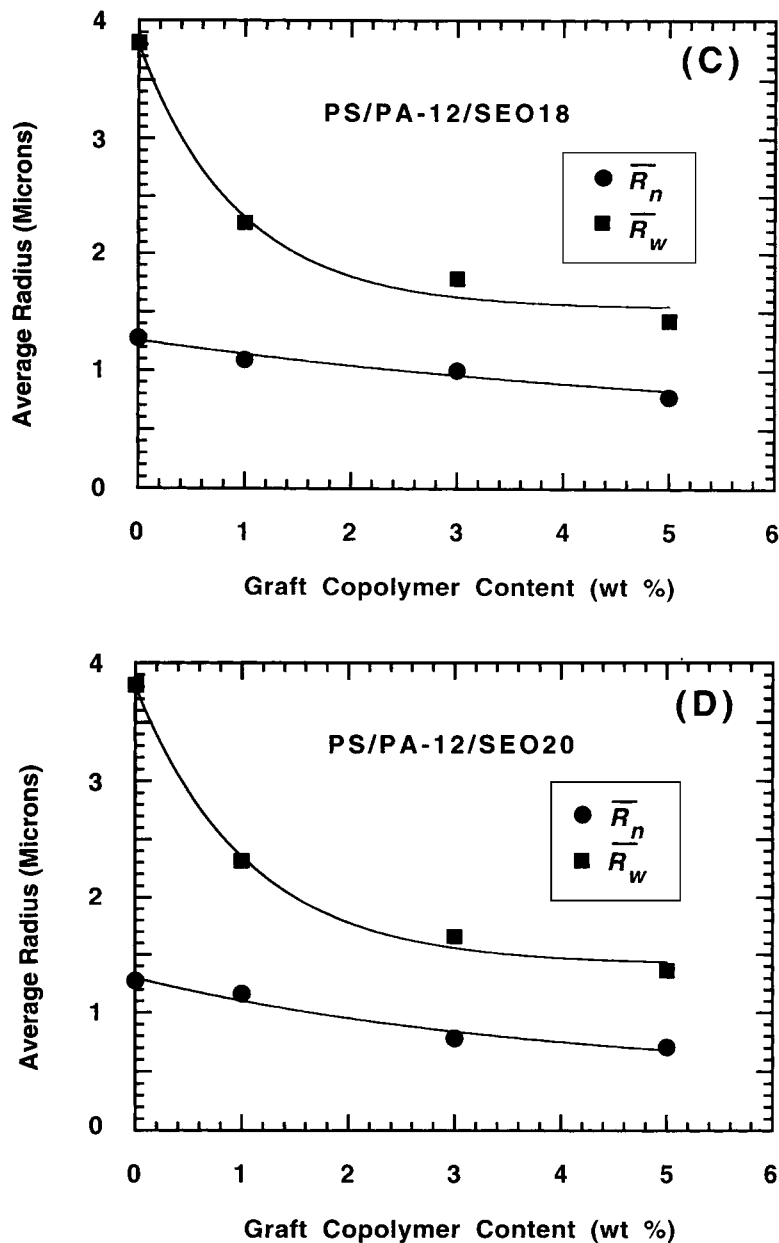 (C)
PS/PA-12/SEO18
R̅n
R̅w
Average Radius (Microns)
4
3
2
1
0
0 1 2 3 4 5 6
Graft Copolymer Content (wt %)
(D)
PS/PA-12/SEO20
R̅n
R̅w
Average Radius (Microns)
4
3
2
1
0
0 1 2 3 4 5 6
Graft Copolymer Content (wt %)